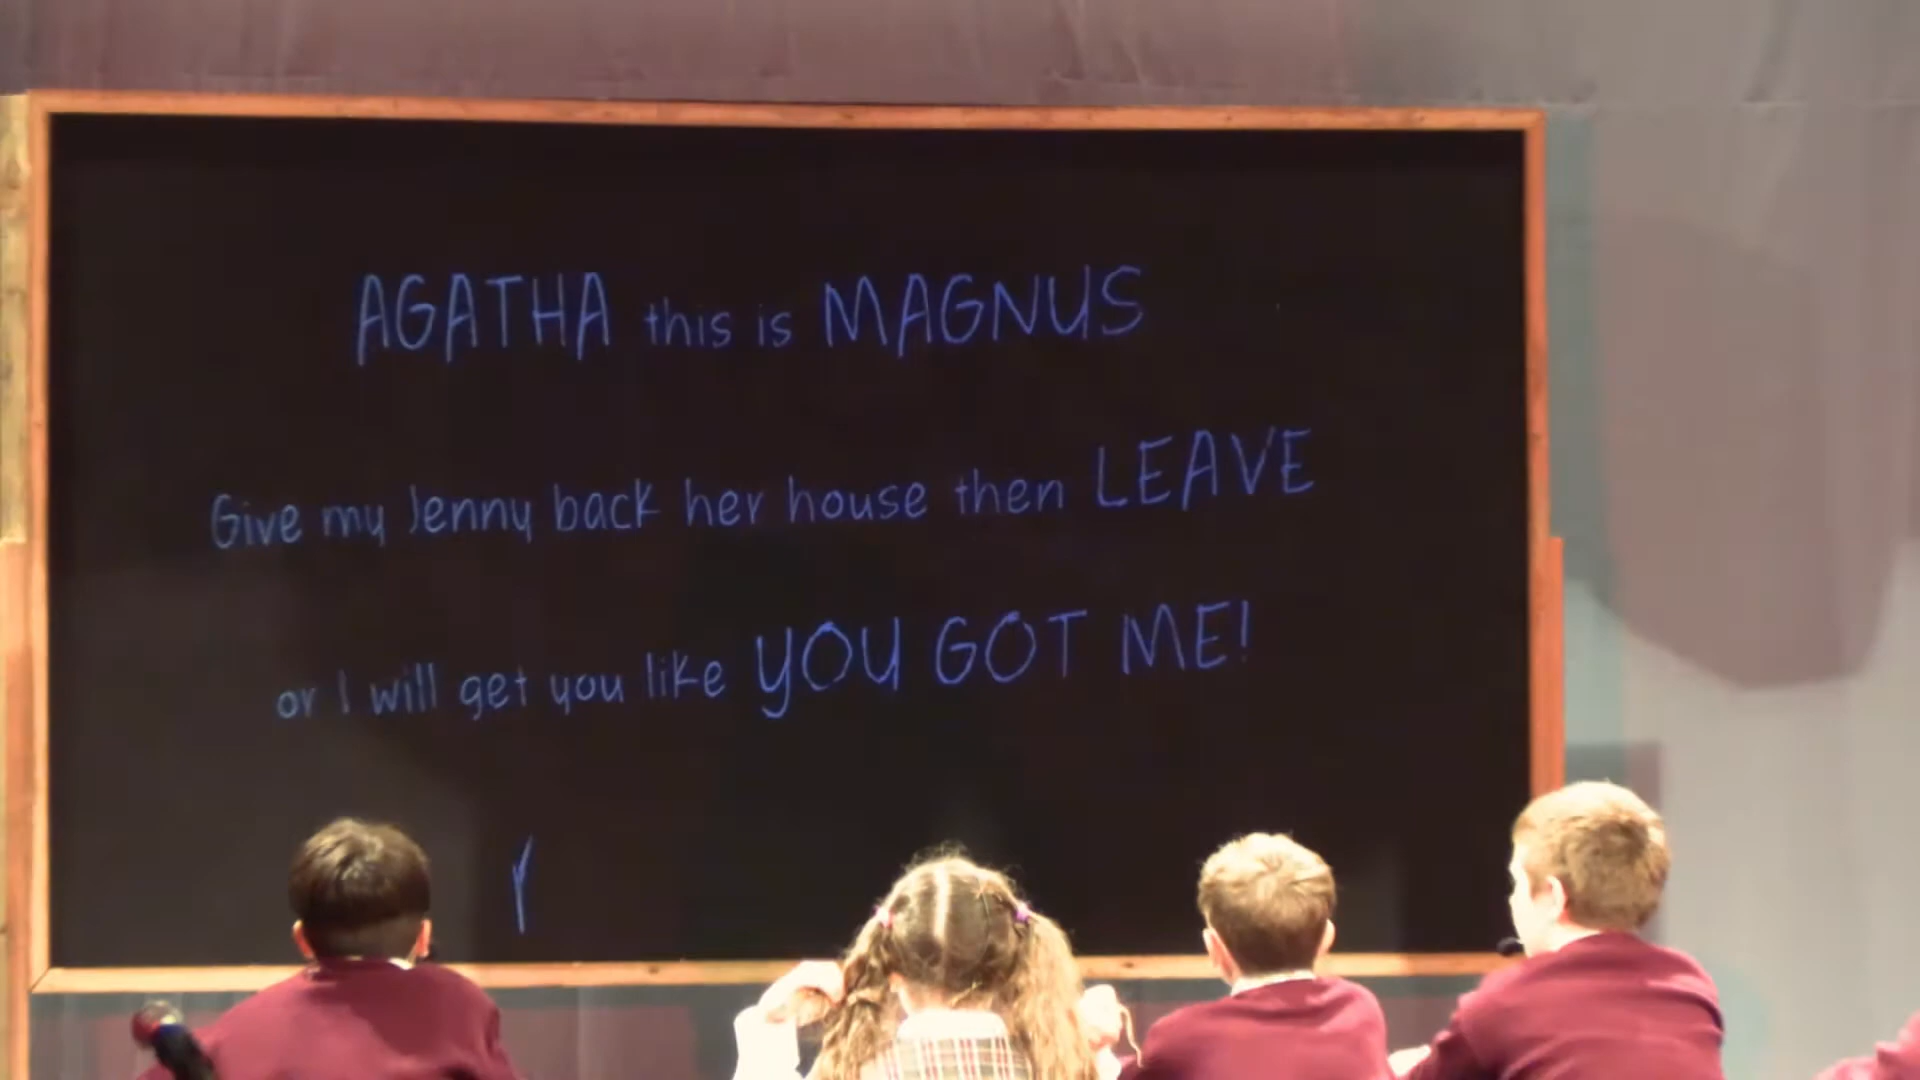 AGATHA this is MAGNUS
Give my Jenny back her house then LEAVE
or I will get you like YOU GOT ME!